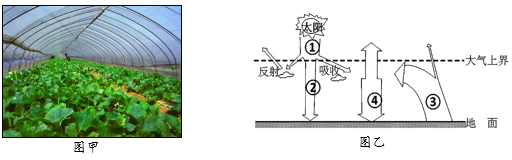 太阳
①
大气上界
反射
吸收
②
④
③
地 面
图甲
图乙